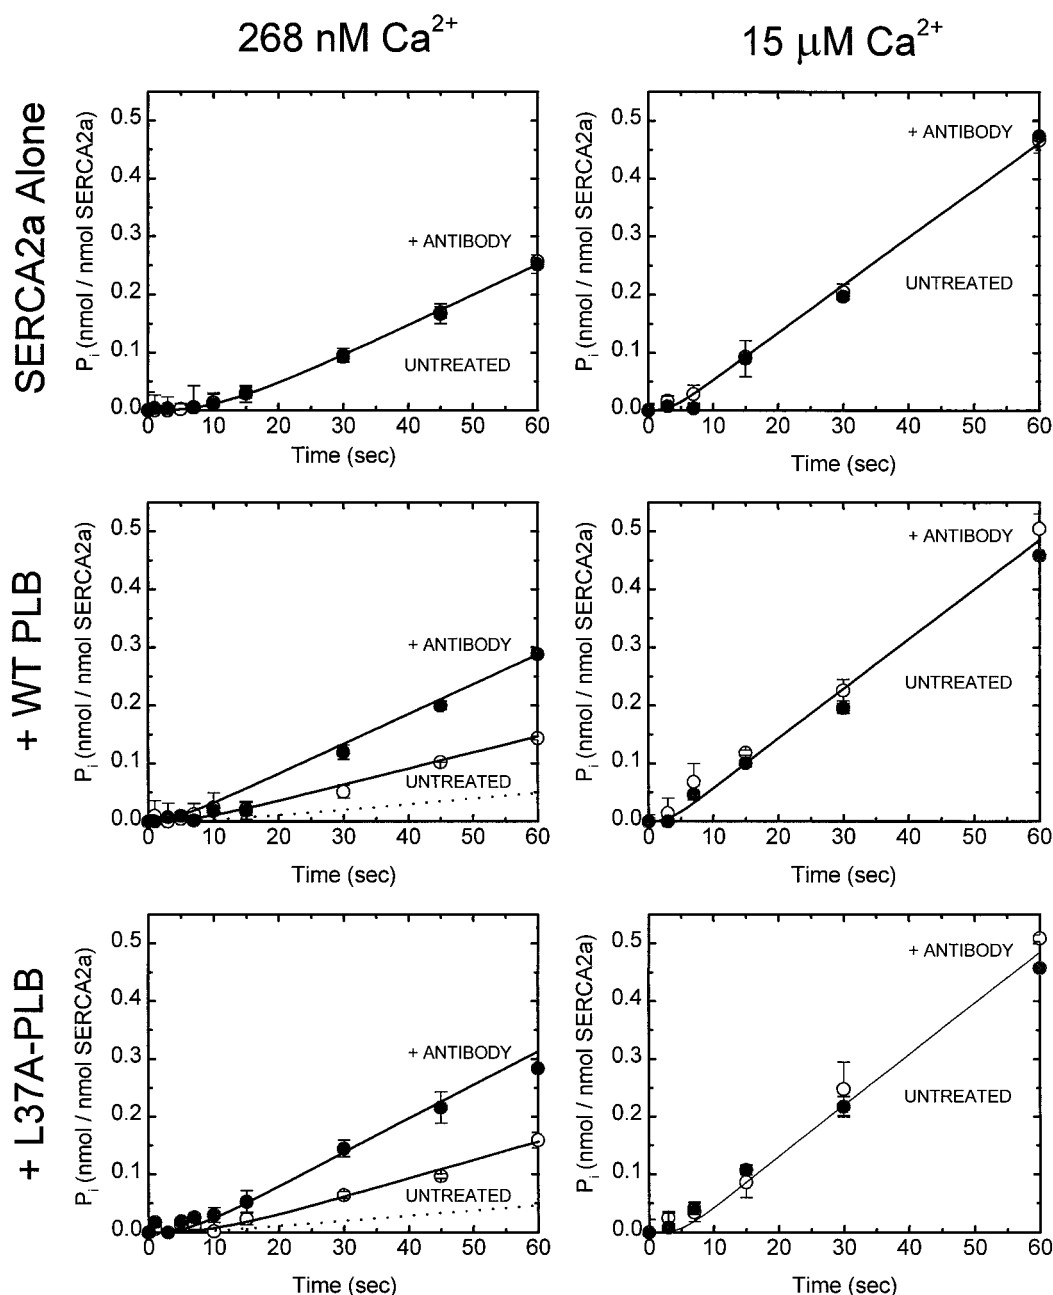 268 nM Ca²⁺
15 μM Ca²⁺
SERCA2a Alone
Pᵢ (nmol / nmol SERCA2a)
0.5
0.4
0.3
0.2
0.1
0.0
+ ANTIBODY
UNTREATED
0 10 20 30 40 50 60
Time (sec)
Pᵢ (nmol / nmol SERCA2a)
0.5
0.4
0.3
0.2
0.1
0.0
+ ANTIBODY
UNTREATED
0 10 20 30 40 50 60
Time (sec)
+ WT PLB
Pᵢ (nmol / nmol SERCA2a)
0.5
0.4
0.3
0.2
0.1
0.0
+ ANTIBODY
UNTREATED
0 10 20 30 40 50 60
Time (sec)
Pᵢ (nmol / nmol SERCA2a)
0.5
0.4
0.3
0.2
0.1
0.0
+ ANTIBODY
UNTREATED
0 10 20 30 40 50 60
Time (sec)
+ L37A-PLB
Pᵢ (nmol / nmol SERCA2a)
0.5
0.4
0.3
0.2
0.1
0.0
+ ANTIBODY
UNTREATED
0 10 20 30 40 50 60
Time (sec)
Pᵢ (nmol / nmol SERCA2a)
0.5
0.4
0.3
0.2
0.1
0.0
+ ANTIBODY
UNTREATED
0 10 20 30 40 50 60
Time (sec)